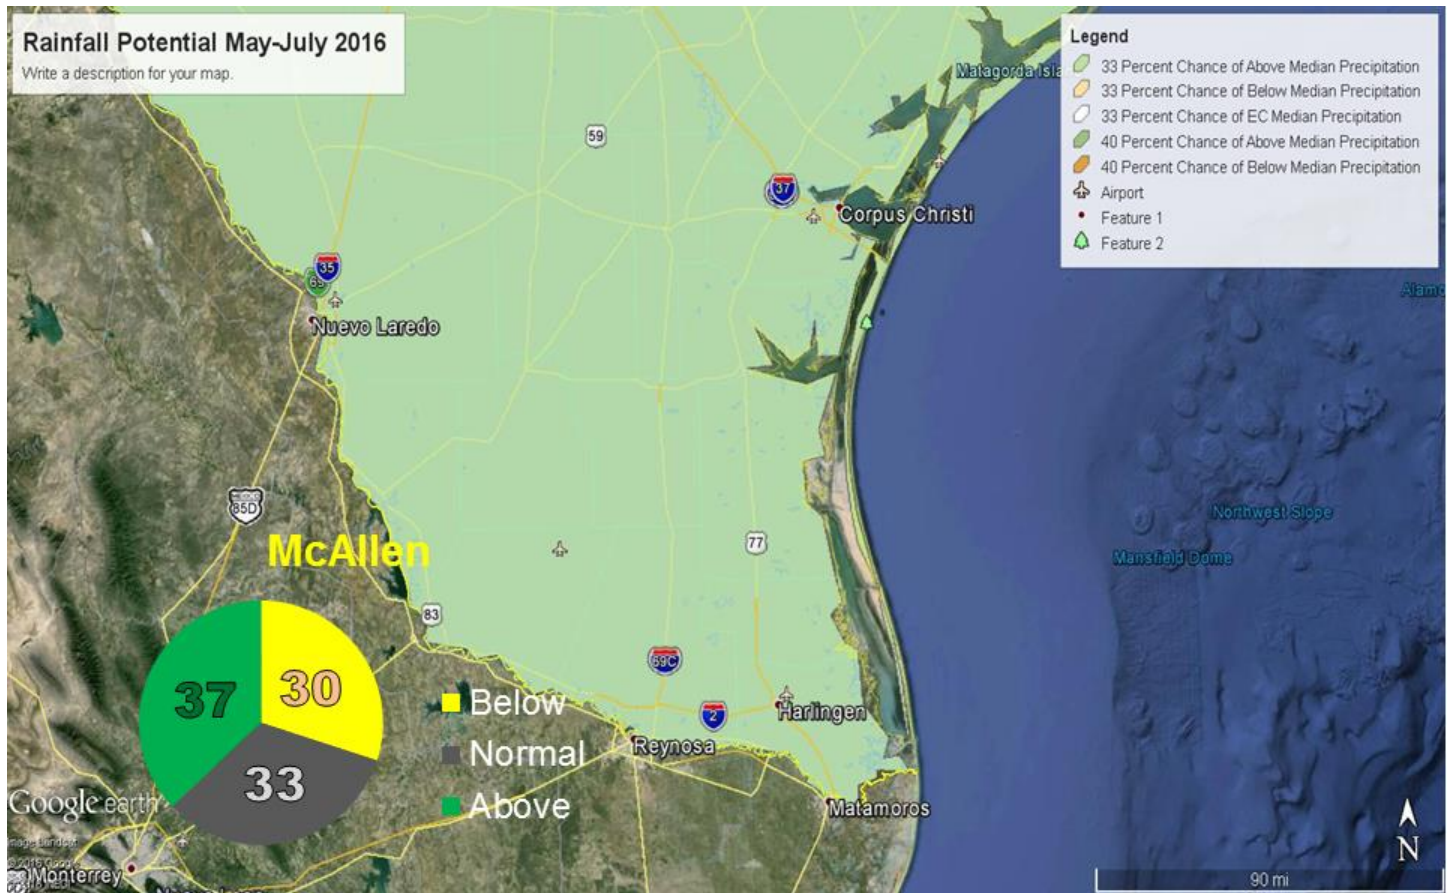 Rainfall Potential May-July 2016
Write a description for your map.
Legend
33 Percent Chance of Above Median Precipitation
33 Percent Chance of Below Median Precipitation
33 Percent Chance of EC Median Precipitation
40 Percent Chance of Above Median Precipitation
40 Percent Chance of Below Median Precipitation
Airport
Feature 1
Feature 2
Matagorda Isla
59
37
Corpus Christi
35
69
Nuevo Laredo
Alamo
85D
Northwest Slope
77
McAllen
Mansfield Dome
83
69C
37
30
33
Below
Normal
Above
2
Harlingen
Reynosa
Matamoros
Google earth
Monterrey
N
90 mi